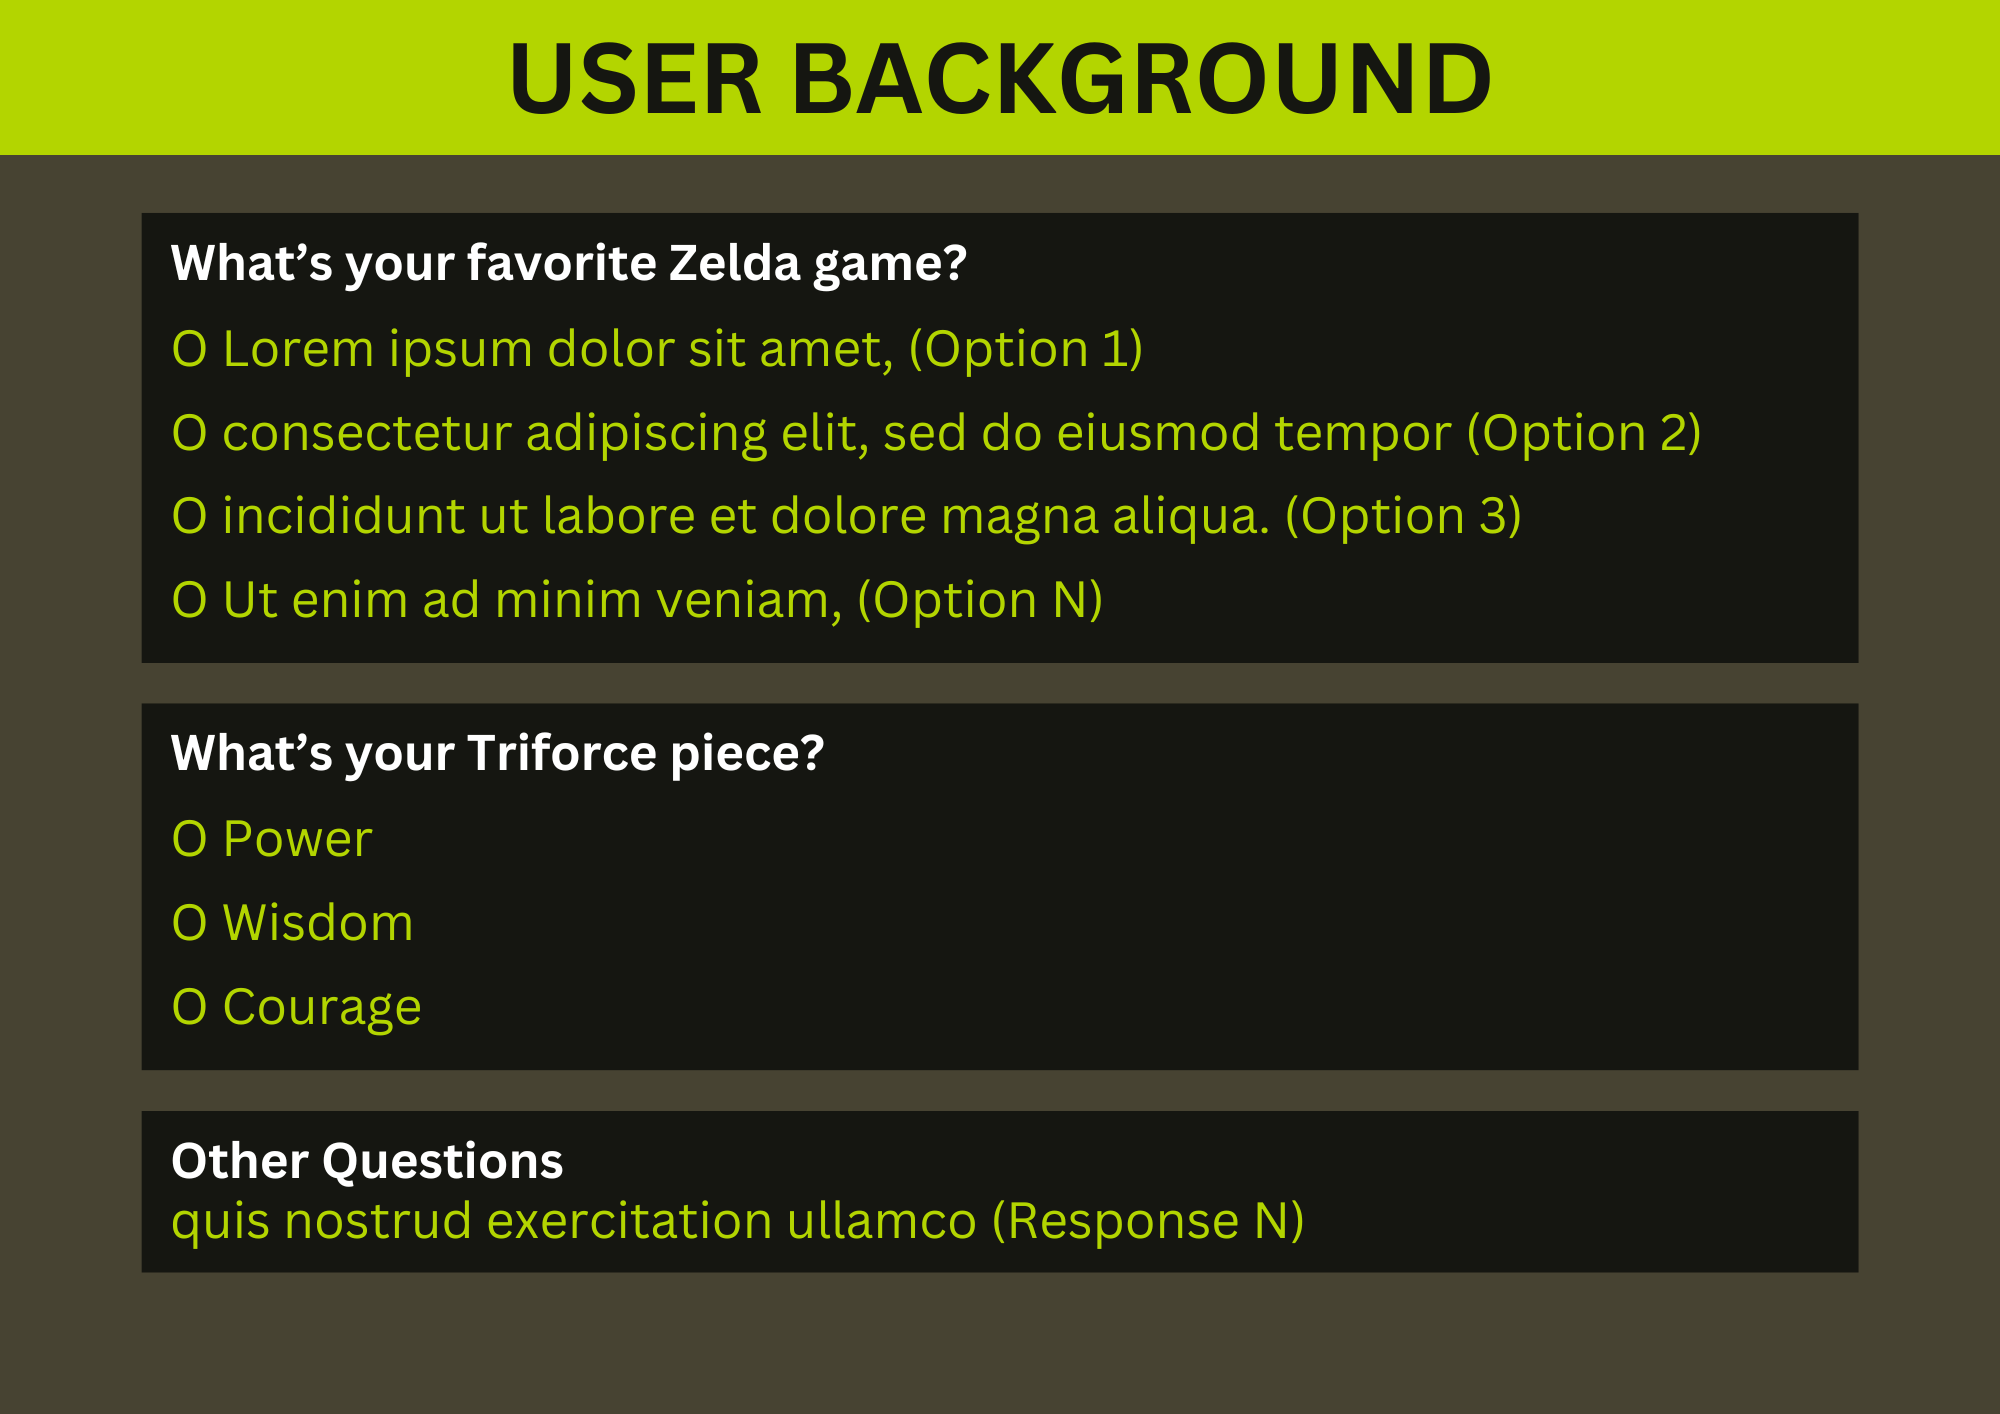 USER BACKGROUND
What’s your favorite Zelda game?
O Lorem ipsum dolor sit amet, (Option 1)
O consectetur adipiscing elit, sed do eiusmod tempor (Option 2)
O incididunt ut labore et dolore magna aliqua. (Option 3)
O Ut enim ad minim veniam, (Option N)
What’s your Triforce piece?
O Power
O Wisdom
O Courage
Other Questions
quis nostrud exercitation ullamco (Response N)